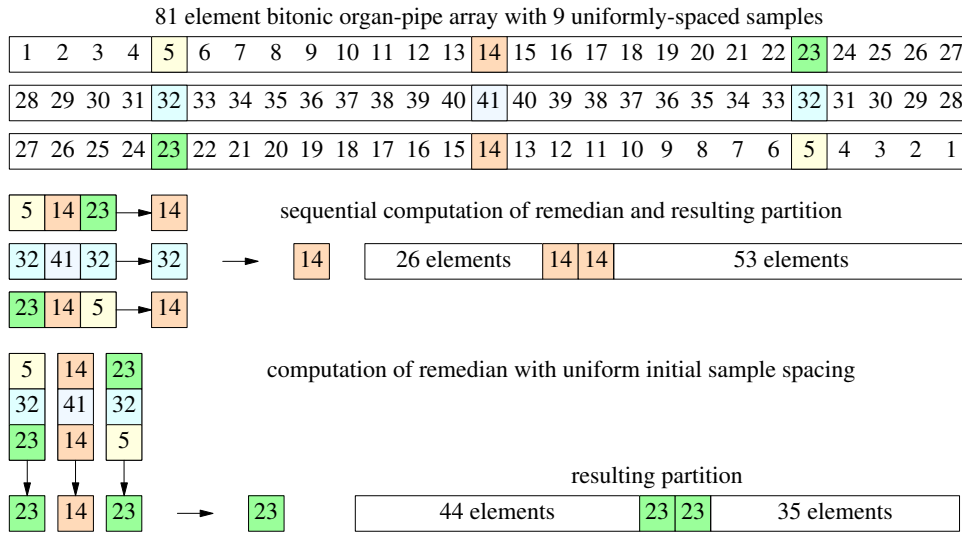 81 element bitonic organ-pipe array with 9 uniformly-spaced samples
1 2 3 4 5 6 7 8 9 10 11 12 13 14 15 16 17 18 19 20 21 22 23 24 25 26 27
28 29 30 31 32 33 34 35 36 37 38 39 40 41 40 39 38 37 36 35 34 33 32 31 30 29 28
27 26 25 24 23 22 21 20 19 18 17 16 15 14 13 12 11 10 9 8 7 6 5 4 3 2 1
5 14 23 14
sequential computation of remedian and resulting partition
32 41 32 32
14
26 elements 14 14 53 elements
23 14 5 14
5 14 23
computation of remedian with uniform initial sample spacing
32 41 32
23 14 5
resulting partition
23 14 23
23
44 elements 23 23 35 elements